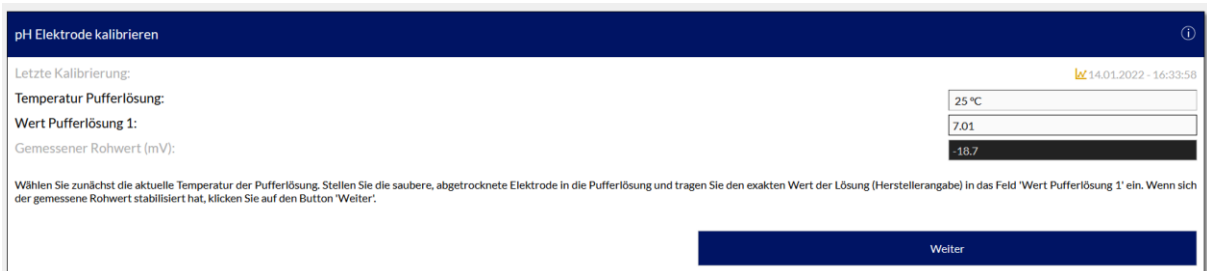 pH Elektrode kalibrieren
Letzte Kalibrierung: 14.01.2022 - 16:33:58
Temperatur Pufferlösung: 25 °C
Wert Pufferlösung 1: 7.01
Gemessener Rohwert (mV): -18.7
Wählen Sie zunächst die aktuelle Temperatur der Pufferlösung. Stellen Sie die saubere, abgetrocknete Elektrode in die Pufferlösung und tragen Sie den exakten Wert der Lösung (Herstellerangabe) in das Feld 'Wert Pufferlösung 1' ein. Wenn sich
der gemessene Rohwert stabilisiert hat, klicken Sie auf den Button 'Weiter'.
Weiter